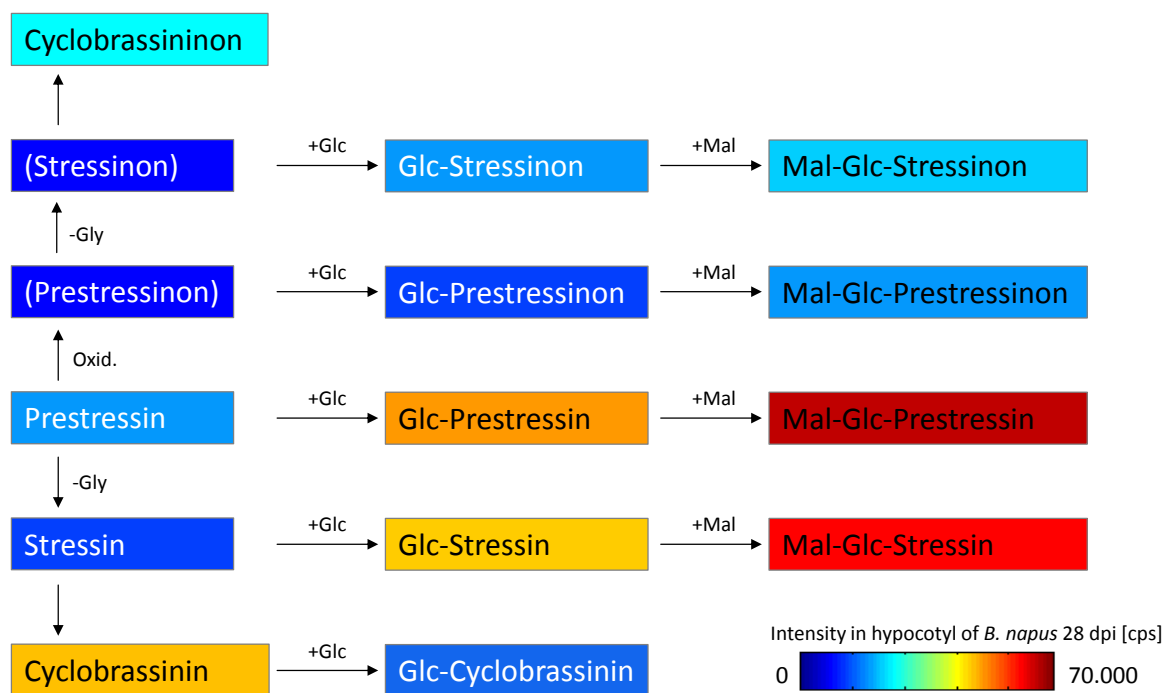 Cyclobrassininon
(Stressinon)
+Glc
Glc-Stressinon
+Mal
Mal-Glc-Stressinon
-Gly
(Prestressinon)
+Glc
Glc-Prestressinon
+Mal
Mal-Glc-Prestressinon
Oxid.
Prestressin
+Glc
Glc-Prestressin
+Mal
Mal-Glc-Prestressin
-Gly
Stressin
+Glc
Glc-Stressin
+Mal
Mal-Glc-Stressin
Cyclobrassinin
+Glc
Glc-Cyclobrassinin
Intensity in hypocotyl of B. napus 28 dpi [cps]
0 70.000